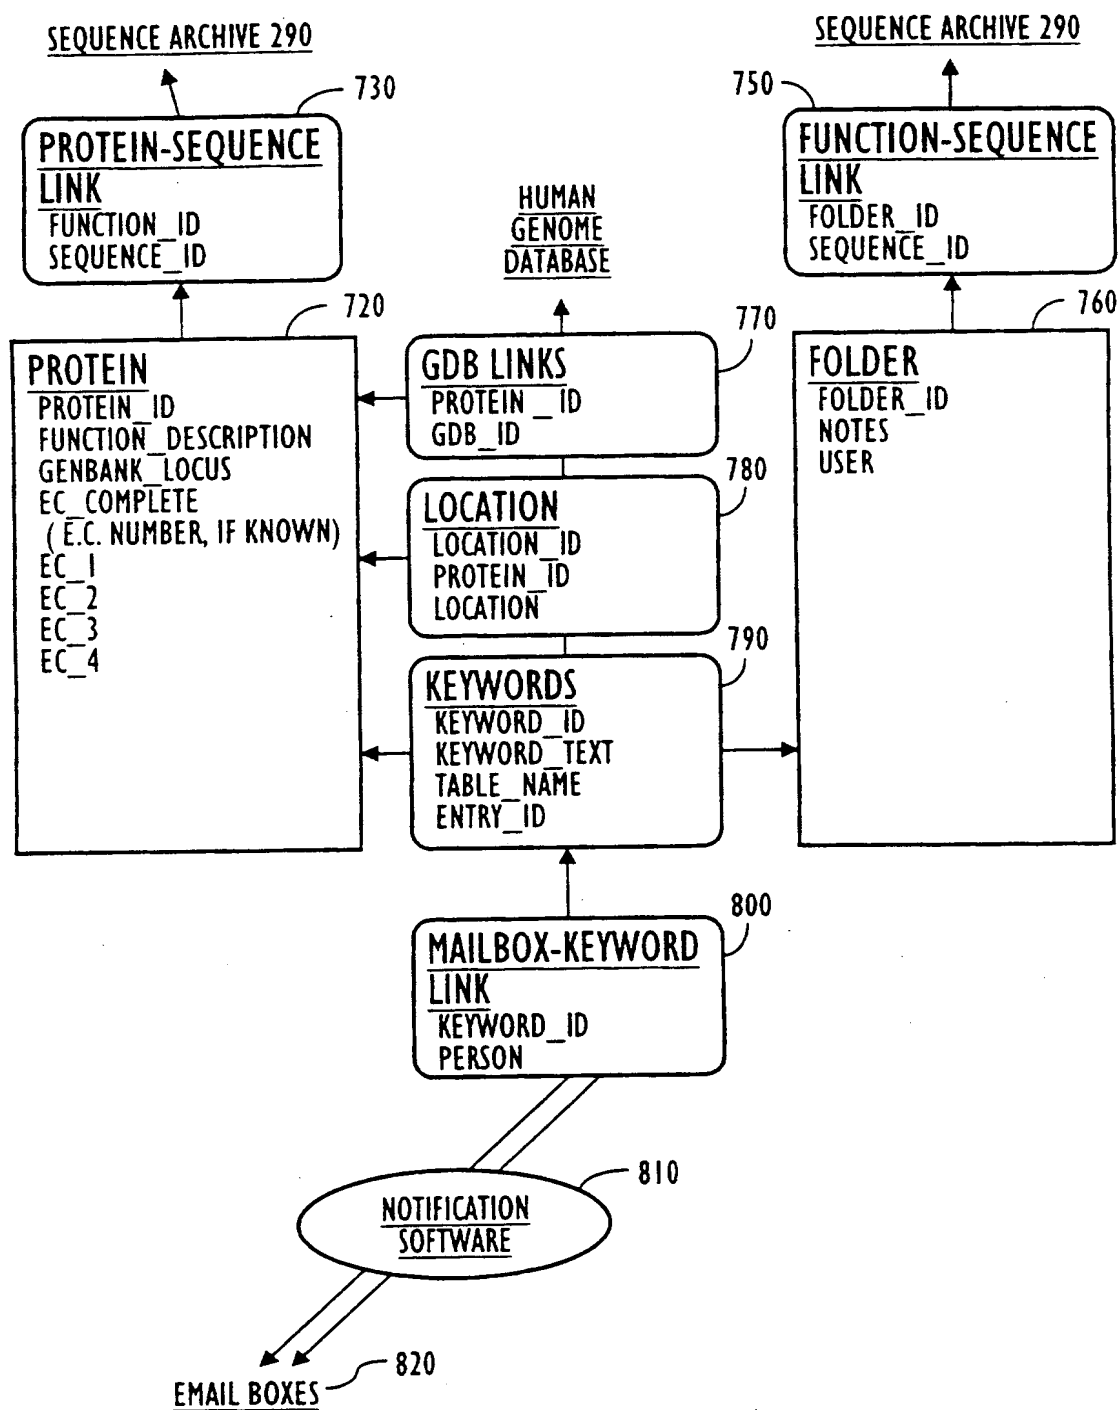 SEQUENCE ARCHIVE 290
730
PROTEIN-SEQUENCE
LINK
FUNCTION_ID
SEQUENCE_ID
SEQUENCE ARCHIVE 290
750
FUNCTION-SEQUENCE
LINK
FOLDER_ID
SEQUENCE_ID
HUMAN
GENOME
DATABASE
720
PROTEIN
PROTEIN_ID
FUNCTION_DESCRIPTION
GENBANK_LOCUS
EC_COMPLETE
( E.C. NUMBER, IF KNOWN)
EC_1
EC_2
EC_3
EC_4
770
GDB LINKS
PROTEIN_ID
GDB_ID
780
LOCATION
LOCATION_ID
PROTEIN_ID
LOCATION
790
KEYWORDS
KEYWORD_ID
KEYWORD_TEXT
TABLE_NAME
ENTRY_ID
760
FOLDER
FOLDER_ID
NOTES
USER
800
MAILBOX-KEYWORD
LINK
KEYWORD_ID
PERSON
810
NOTIFICATION
SOFTWARE
820
EMAIL BOXES